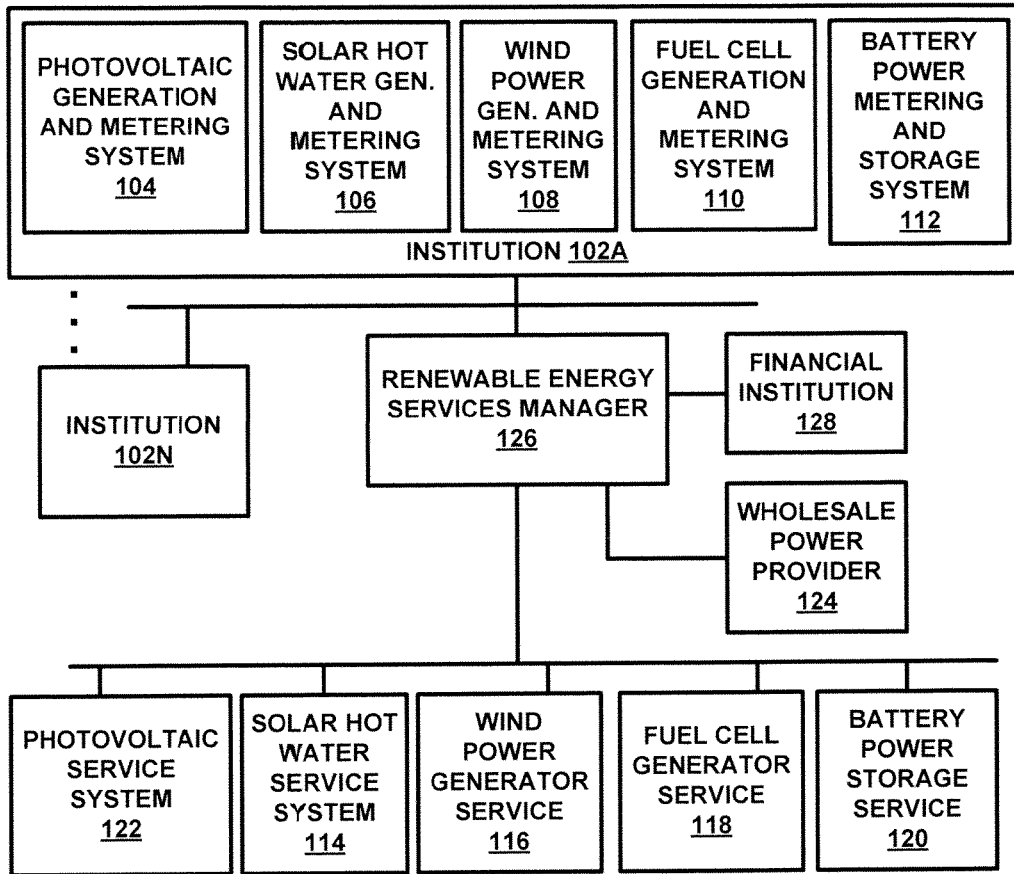 PHOTOVOLTAIC
GENERATION
AND METERING
SYSTEM
104
SOLAR HOT
WATER GEN.
AND
METERING
SYSTEM
106
WIND
POWER
GEN. AND
METERING
SYSTEM
108
FUEL CELL
GENERATION
AND
METERING
SYSTEM
110
BATTERY
POWER
METERING
AND
STORAGE
SYSTEM
112
INSTITUTION 102A
INSTITUTION
102N
RENEWABLE ENERGY
SERVICES MANAGER
126
FINANCIAL
INSTITUTION
128
WHOLESALE
POWER
PROVIDER
124
PHOTOVOLTAIC
SERVICE
SYSTEM
122
SOLAR HOT
WATER
SERVICE
SYSTEM
114
WIND
POWER
GENERATOR
SERVICE
116
FUEL CELL
GENERATOR
SERVICE
118
BATTERY
POWER
STORAGE
SERVICE
120